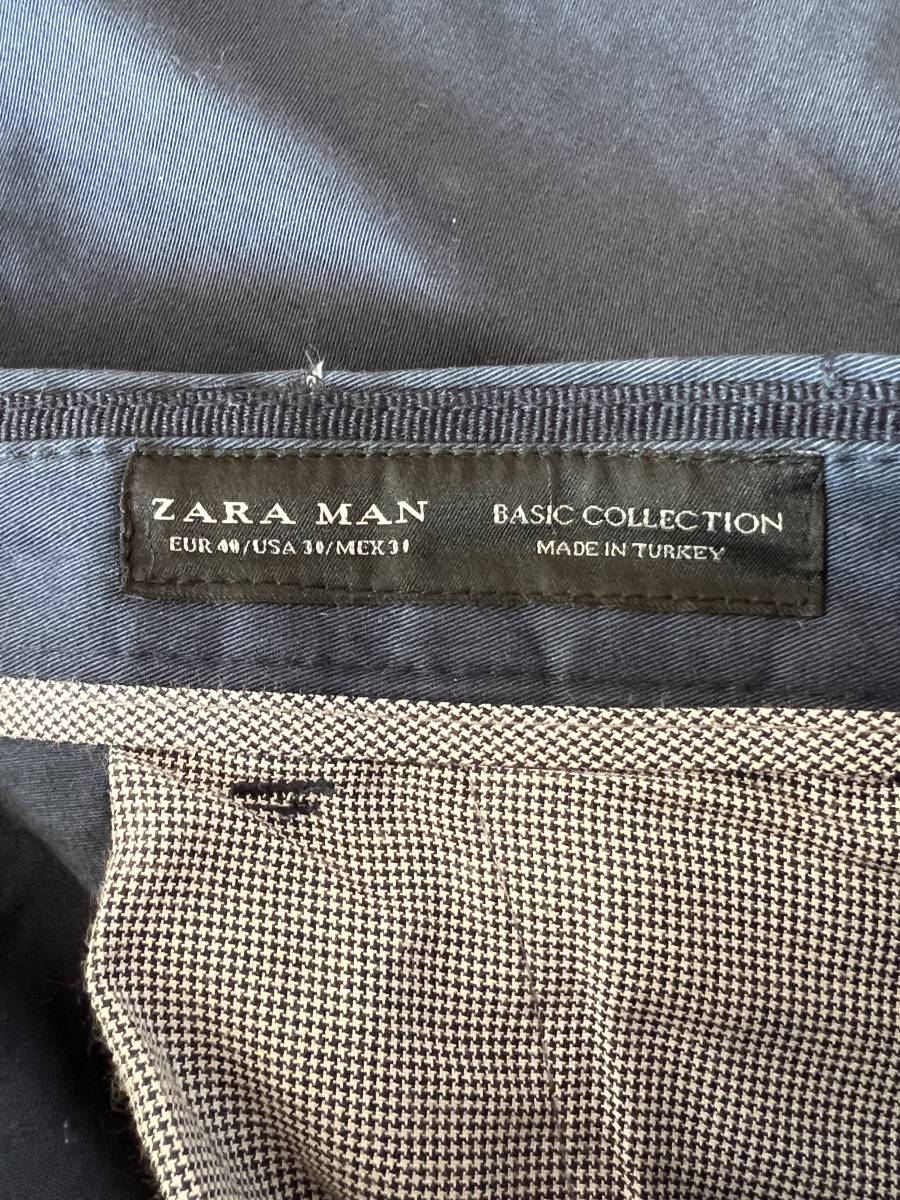 ZARA MAN
EUR 40/USA 30/MEX 30
BASIC COLLECTION
MADE IN TURKEY